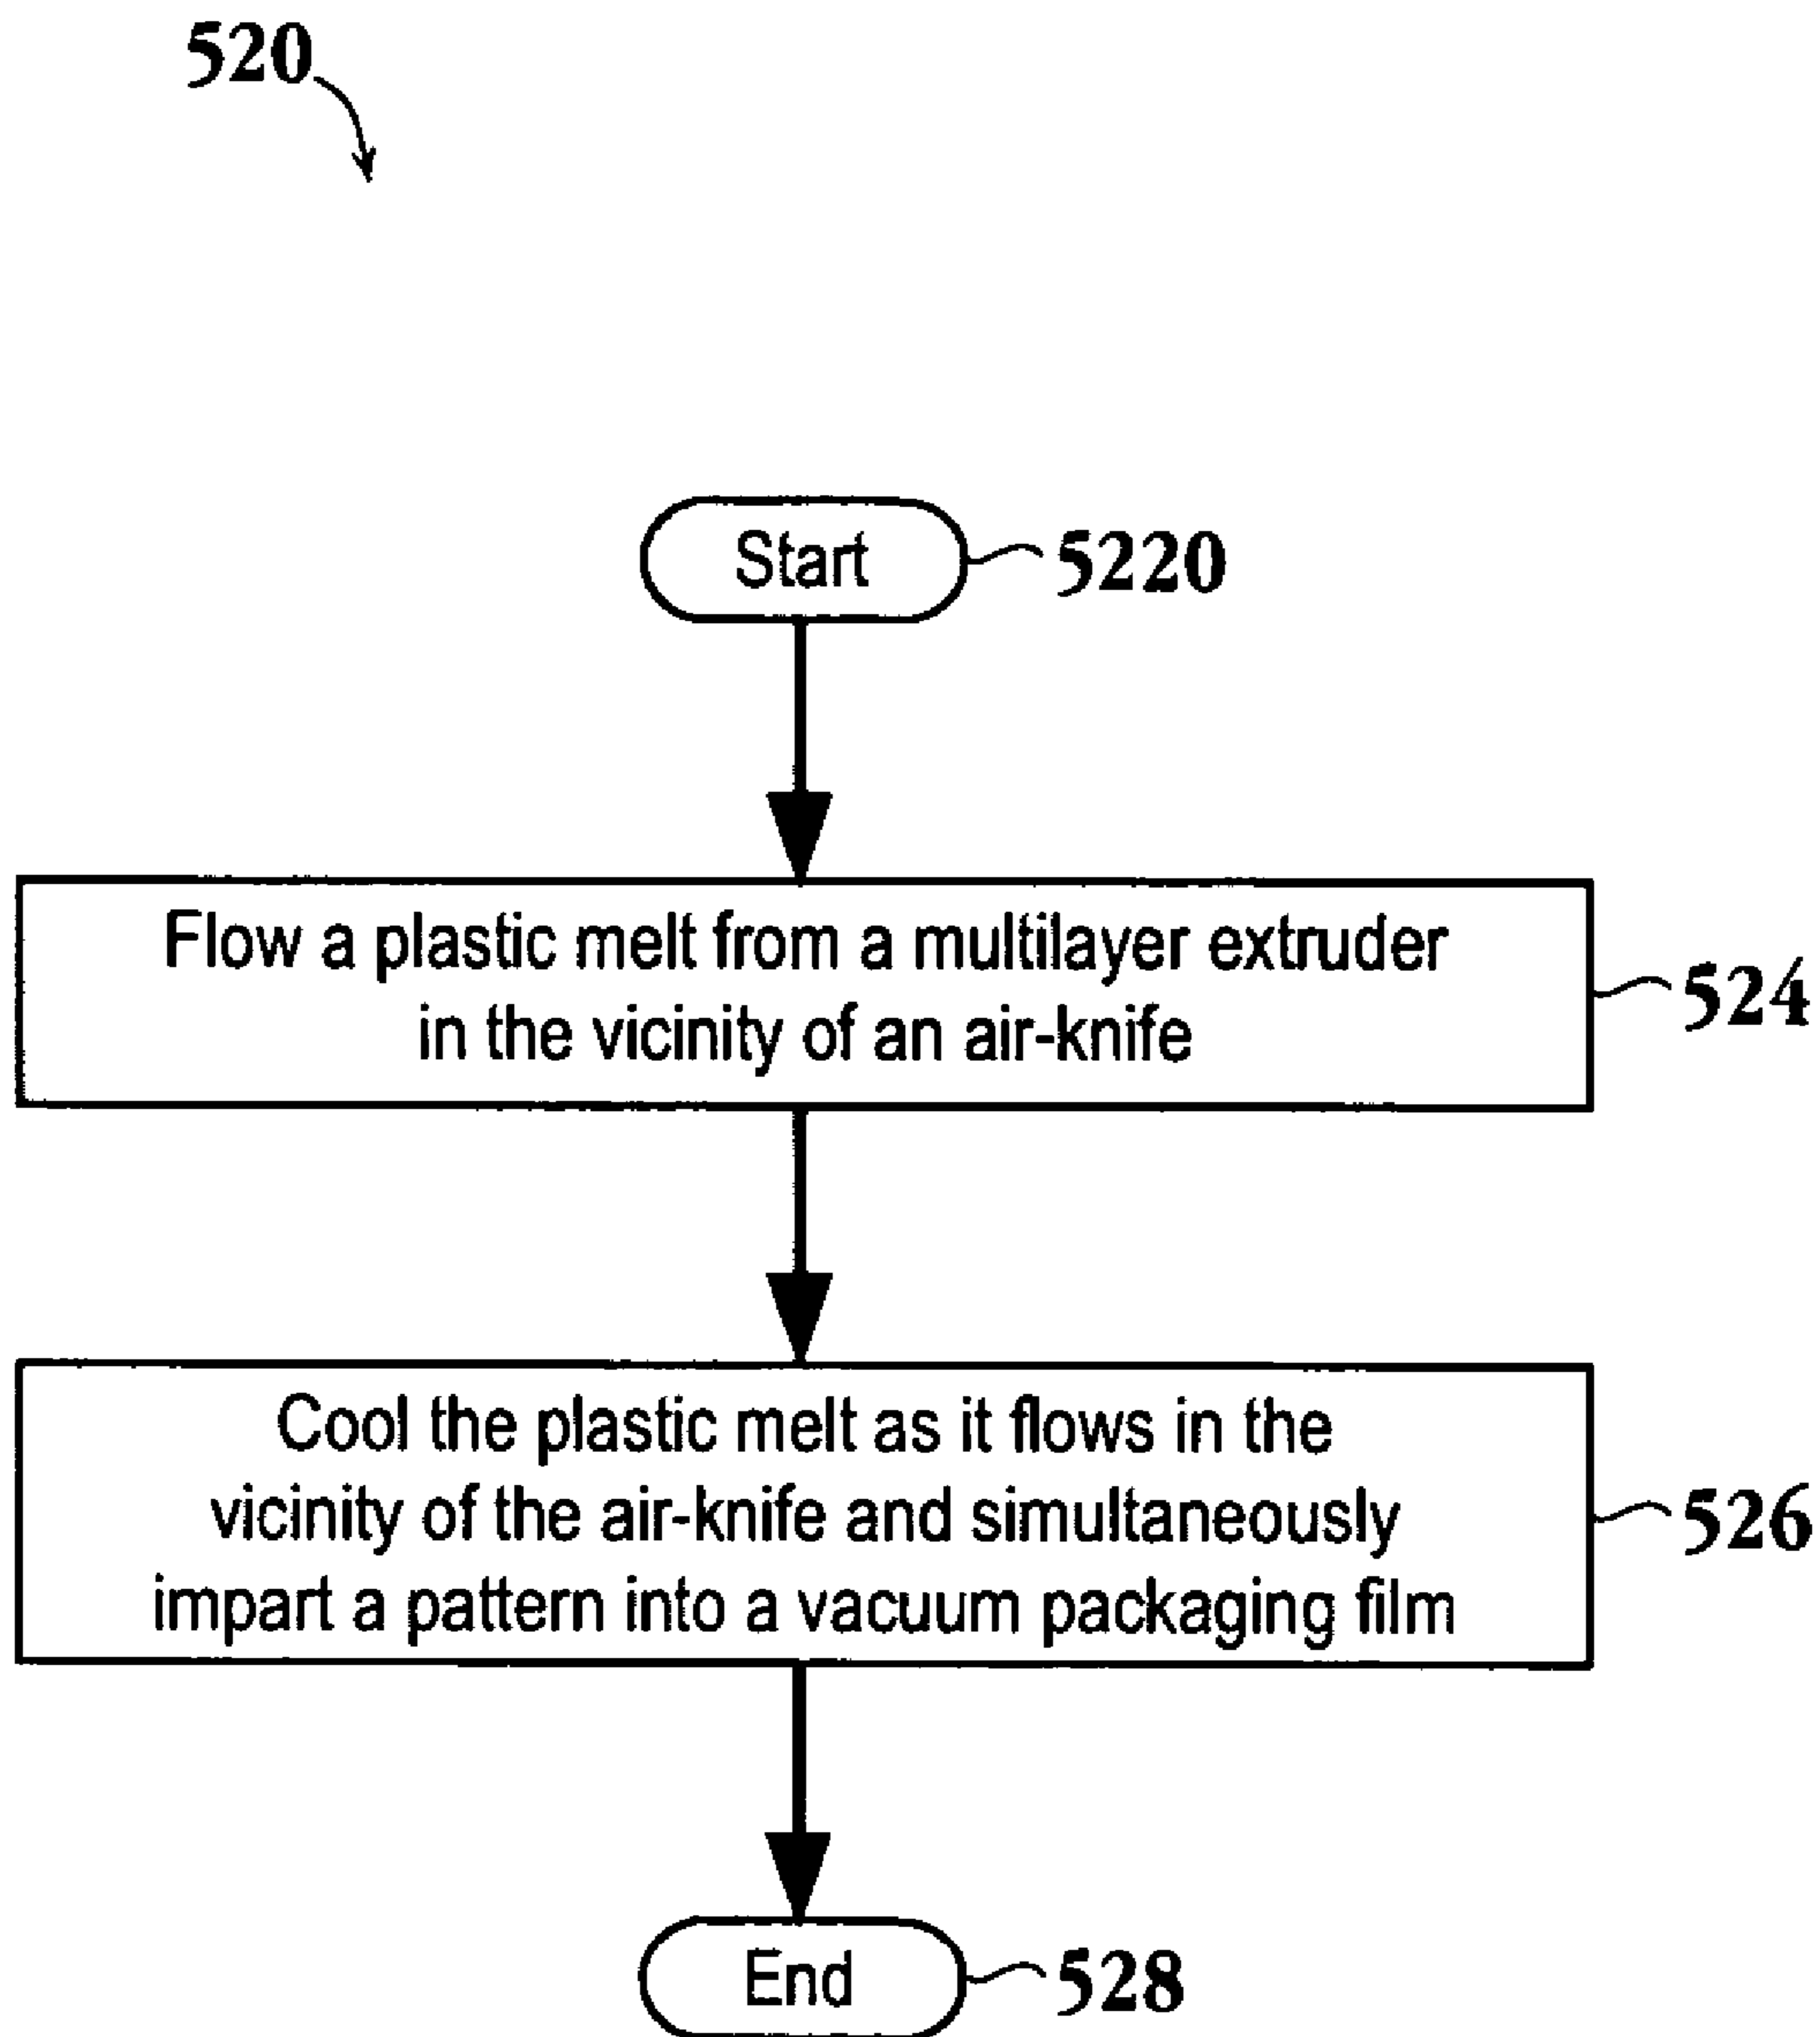 520
Start
5220
Flow a plastic melt from a multilayer extruder
in the vicinity of an air-knife
524
Cool the plastic melt as it flows in the
vicinity of the air-knife and simultaneously
impart a pattern into a vacuum packaging film
526
End
528